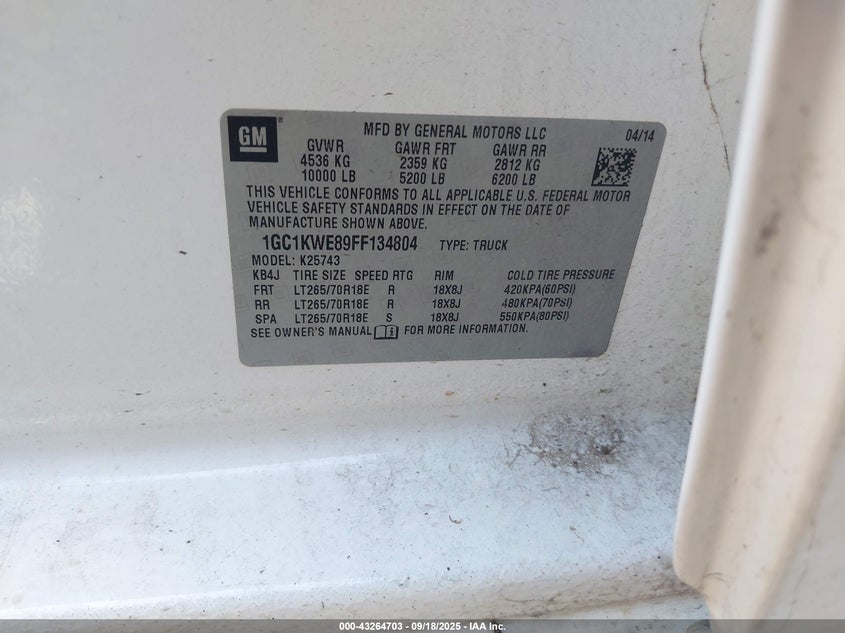 GM
MFD BY GENERAL MOTORS LLC 04/14
GVWR GAWR FRT GAWR RR
4536 KG 2359 KG 2812 KG
10000 LB 5200 LB 6200 LB
THIS VEHICLE CONFORMS TO ALL APPLICABLE U.S. FEDERAL MOTOR
VEHICLE SAFETY STANDARDS IN EFFECT ON THE DATE OF
MANUFACTURE SHOWN ABOVE.
1GC1KWE89FF134804 TYPE: TRUCK
MODEL: K25743
KB4J TIRE SIZE SPEED RTG RIM COLD TIRE PRESSURE
FRT LT265/70R18E R 18X8J 420KPA(60PSI)
RR LT265/70R18E R 18X8J 480KPA(70PSI)
SPA LT265/70R18E S 18X8J 550KPA(80PSI)
SEE OWNER'S MANUAL FOR MORE INFORMATION.
000-43264703 - 09/18/2025 - IAA Inc.